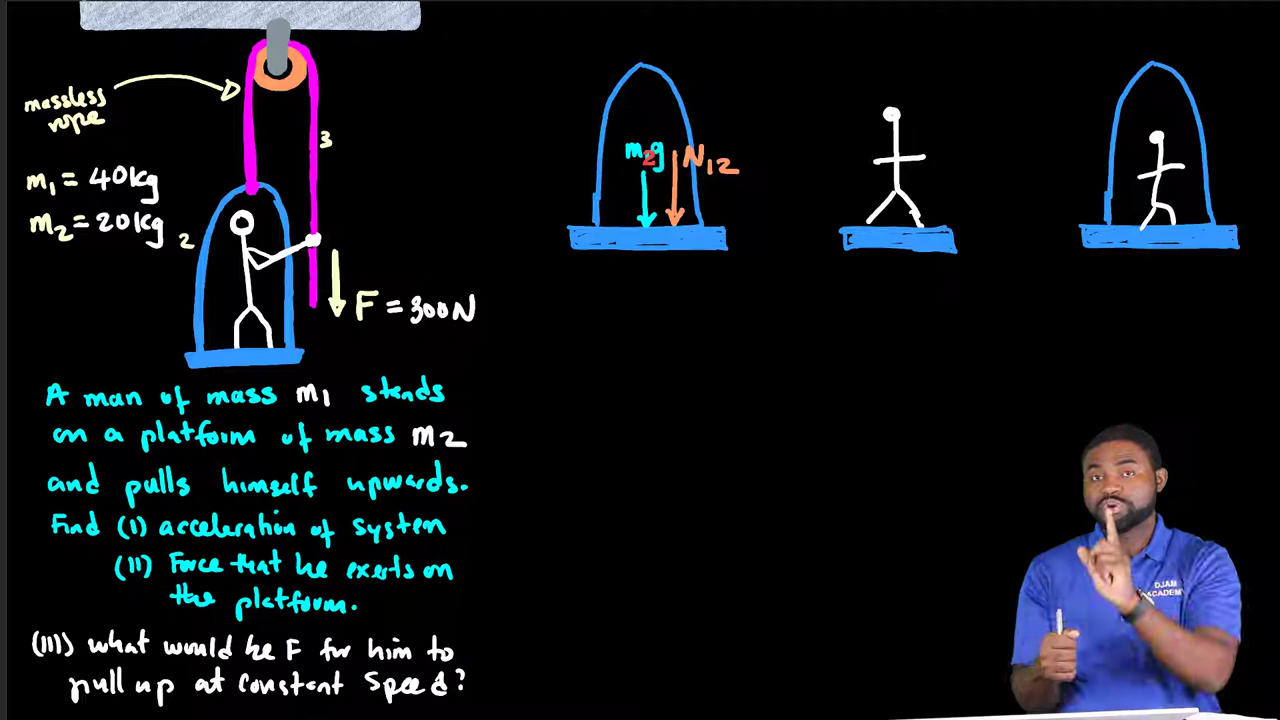 massless
rope
m₁ = 40kg
m₂ = 20kg
2
3
F = 300N
A man of mass m₁ stands
on a platform of mass m2
and pulls himself upwards.
Find (I) acceleration of system
(II) Force that he exerts on
the platform.
(III) what would be F for him to
pull up at constant speed?
m2g
N12
DJAM
ACADEMY